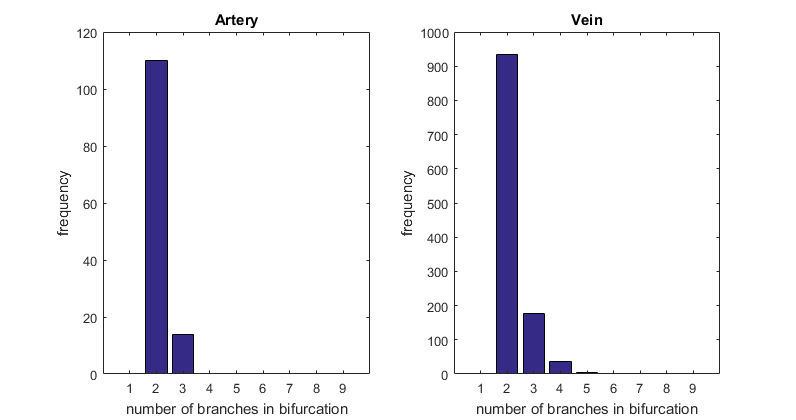 Artery
120
100
80
60
40
20
0
frequency
1 2 3 4 5 6 7 8 9
number of branches in bifurcation
Vein
1000
900
800
700
600
500
400
300
200
100
0
frequency
1 2 3 4 5 6 7 8 9
number of branches in bifurcation